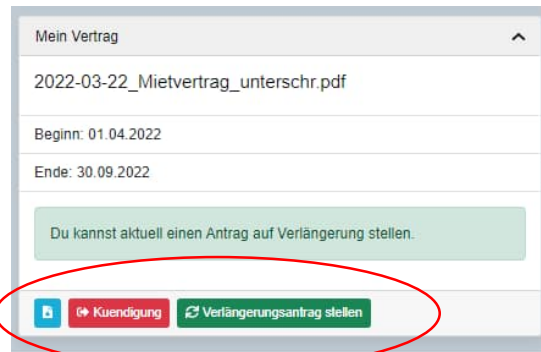 Mein Vertrag
2022-03-22_Mietvertrag_unterschr.pdf
Beginn: 01.04.2022
Ende: 30.09.2022
Du kannst aktuell einen Antrag auf Verlängerung stellen.
Kuendigung Verlängerungsantrag stellen